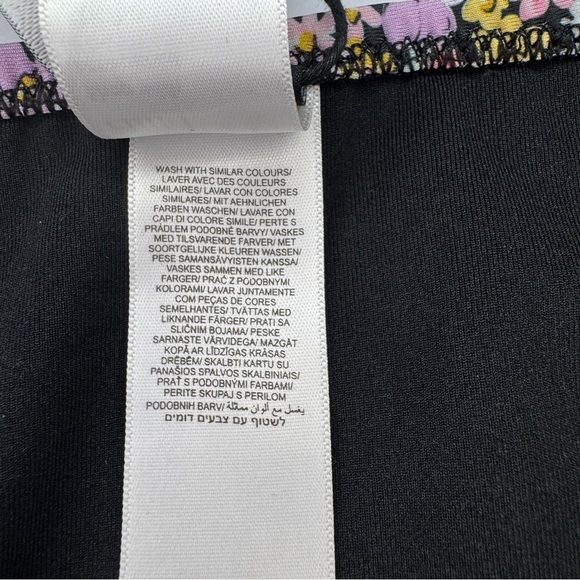 WASH WITH SIMILAR COLOURS/
LAVER AVEC DES COULEURS
SIMILAIRES/ LAVAR CON COLORES
SIMILARES/ MIT AEHNLICHEN
FARBEN WASCHEN/ LAVARE CON
CAPI DI COLORE SIMILE/ PERTE S
PRÁDLEM PODOBNÉ BARVY/ VASKES
MED TILSVARENDE FARVER/ MET
SOORTGELIJKE KLEUREN WASSEN/
PESE SAMANSÄVYISTEN KANSSA/
VASKES SAMMEN MED LIKE
FARGER/ PRAĆ Z PODOBNYMI
KOLORAMI/ LAVAR JUNTAMENTE
COM PEÇAS DE CORES
SEMELHANTES/ TVÄTTAS MED
LIKNANDE FÄRGER/ PRATI SA
SLIČNIM BOJAMA/ PESKE
SARNASTE VÄRVIDEGA/ MAZGĀT
KOPĀ AR LĪDZĪGAS KRĀSAS
DRĒBĒM/ SKALBTI KARTU SU
PANAŠIOS SPALVOS SKALBINIAIS/
PRAŤ S PODOBNÝMI FARBAMI/
PERITE SKUPAJ S PERILOM
PODOBNIH BARV/ يغسل مع ألوان مماثلة/
לשטוף עם צבעים דומים